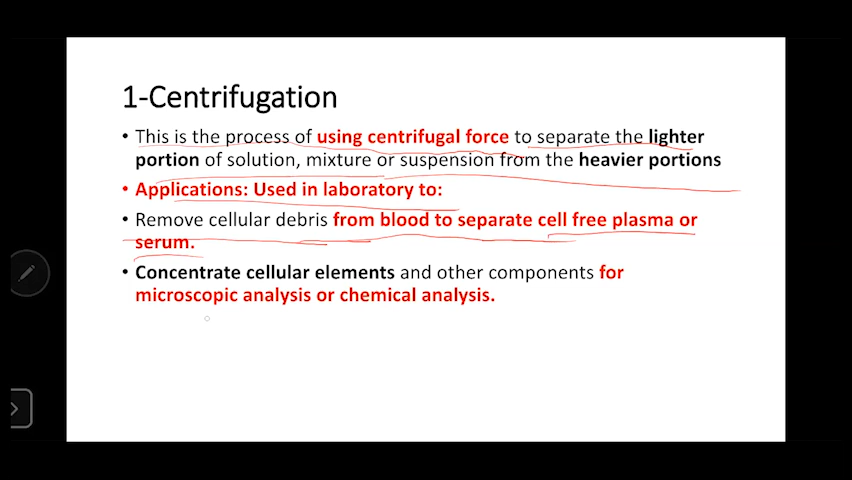 1-Centrifugation
• This is the process of using centrifugal force to separate the lighter
portion of solution, mixture or suspension from the heavier portions
• Applications: Used in laboratory to:
• Remove cellular debris from blood to separate cell free plasma or
serum.
• Concentrate cellular elements and other components for
microscopic analysis or chemical analysis.